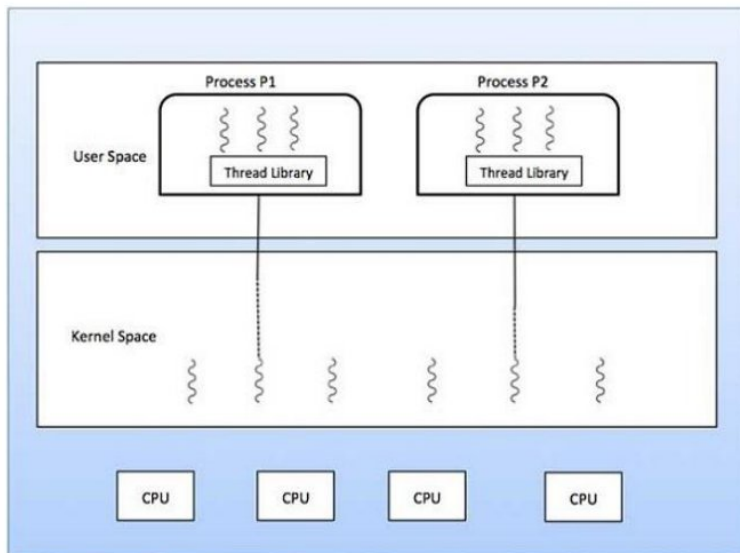 Process P1
Process P2
User Space
Thread Library
Thread Library
Kernel Space
CPU
CPU
CPU
CPU